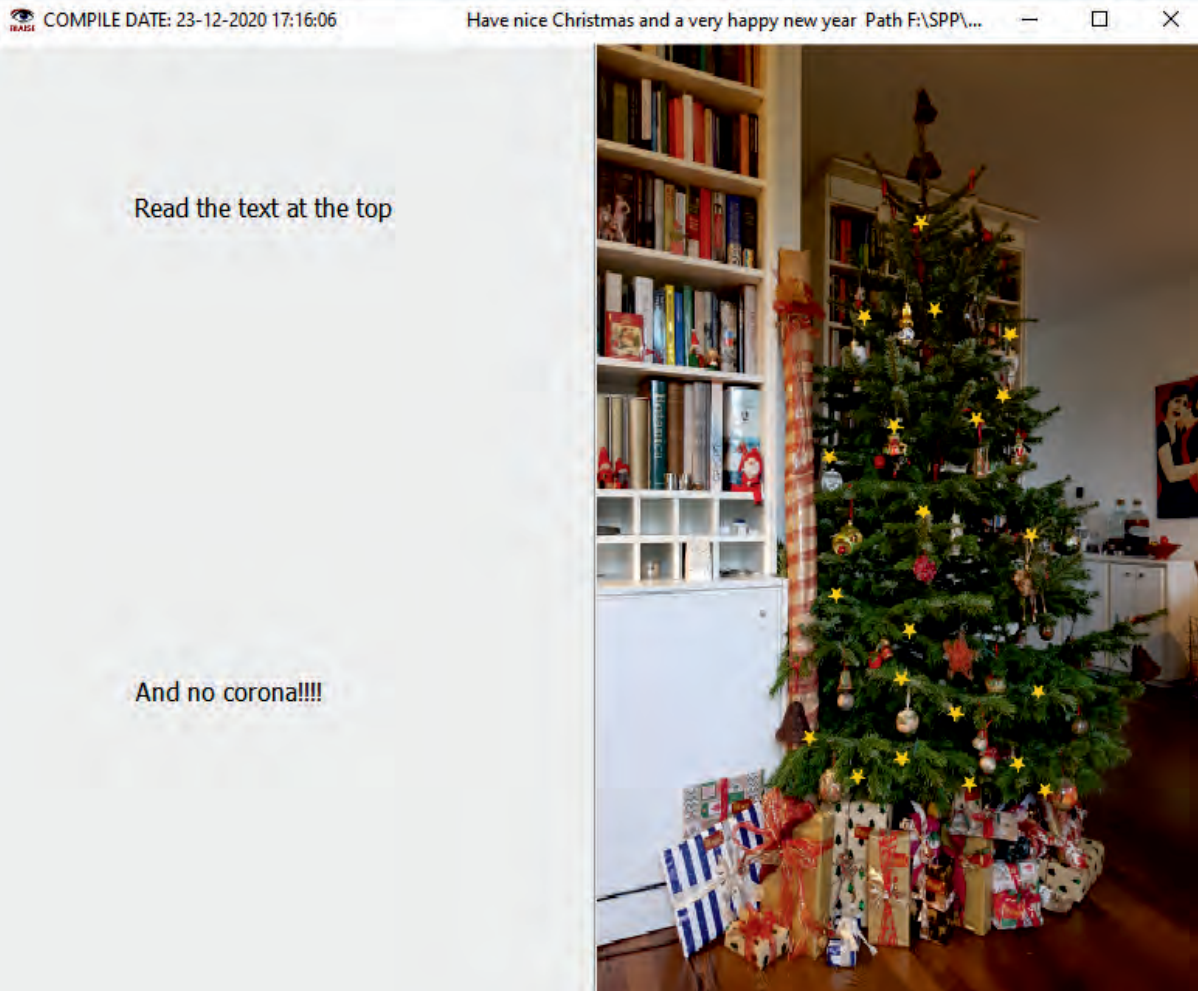 COMPILE DATE: 23-12-2020 17:16:06 Have nice Christmas and a very happy new year Path F:\SPP\...
Read the text at the top
And no corona!!!!